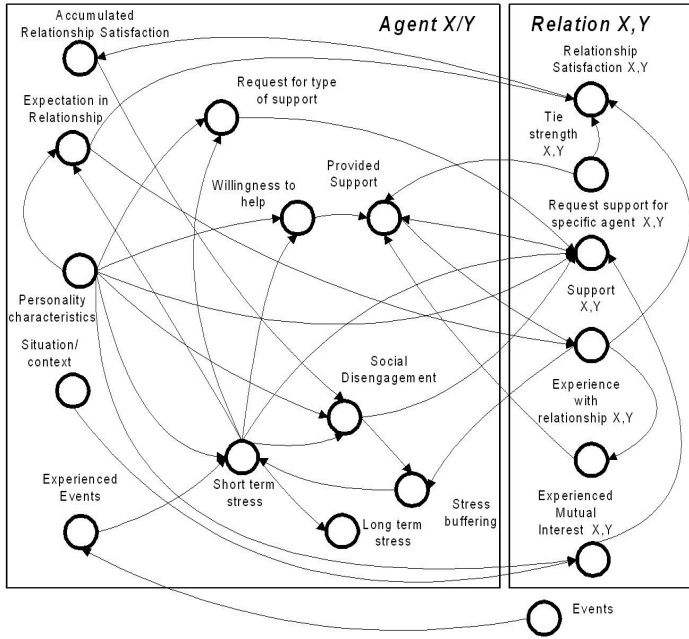 Agent X/Y
Relation X,Y
Accumulated
Relationship Satisfaction
Relationship
Satisfaction X,Y
Expectation in
Relationship
Request for type
of support
Tie
strength
X,Y
Willingness to
help
Provided
Support
Request support for
specific agent X,Y
Personality
characteristics
Support
X,Y
Situation/
context
Social
Disengagement
Experience
with
relationship X,Y
Experienced
Events
Short term
stress
Long term
stress
Stress
buffering
Experienced
Mutual
Interest X,Y
Events